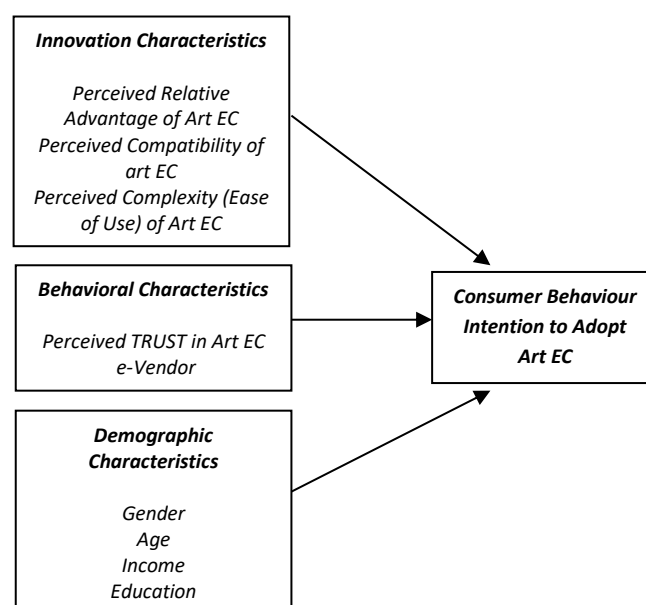 Innovation Characteristics
Perceived Relative
Advantage of Art EC
Perceived Compatibility of
art EC
Perceived Complexity (Ease
of Use) of Art EC
Behavioral Characteristics
Perceived TRUST in Art EC
e-Vendor
Demographic
Characteristics
Gender
Age
Income
Education
Consumer Behaviour
Intention to Adopt
Art EC